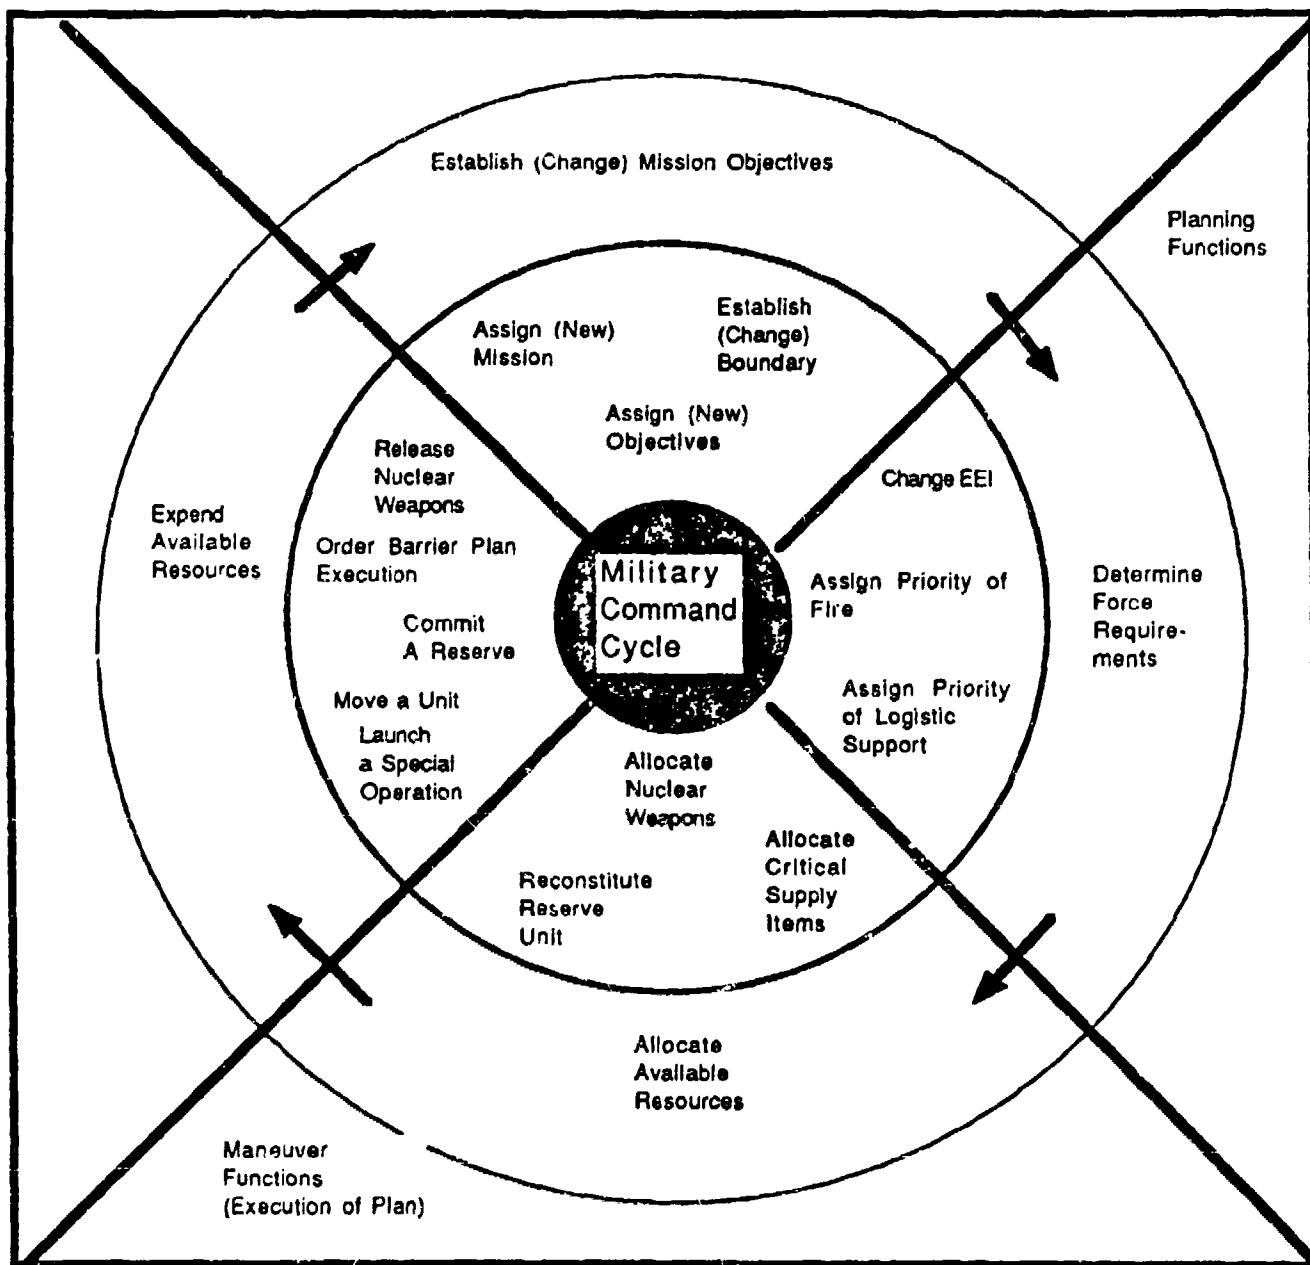 Establish (Change) Mission Objectives
Planning
Functions
Assign (New)
Mission
Establish
(Change)
Boundary
Assign (New)
Objectives
Release
Nuclear
Weapons
Change EEI
Expend
Available
Resources
Order Barrier Plan
Execution
Military
Command
Cycle
Assign Priority of
Fire
Determine
Force
Require-
ments
Commit
A Reserve
Move a Unit
Launch
a Special
Operation
Assign Priority
of Logistic
Support
Allocate
Nuclear
Weapons
Allocate
Critical
Supply
Items
Reconstitute
Reserve
Unit
Allocate
Available
Resources
Maneuver
Functions
(Execution of Plan)